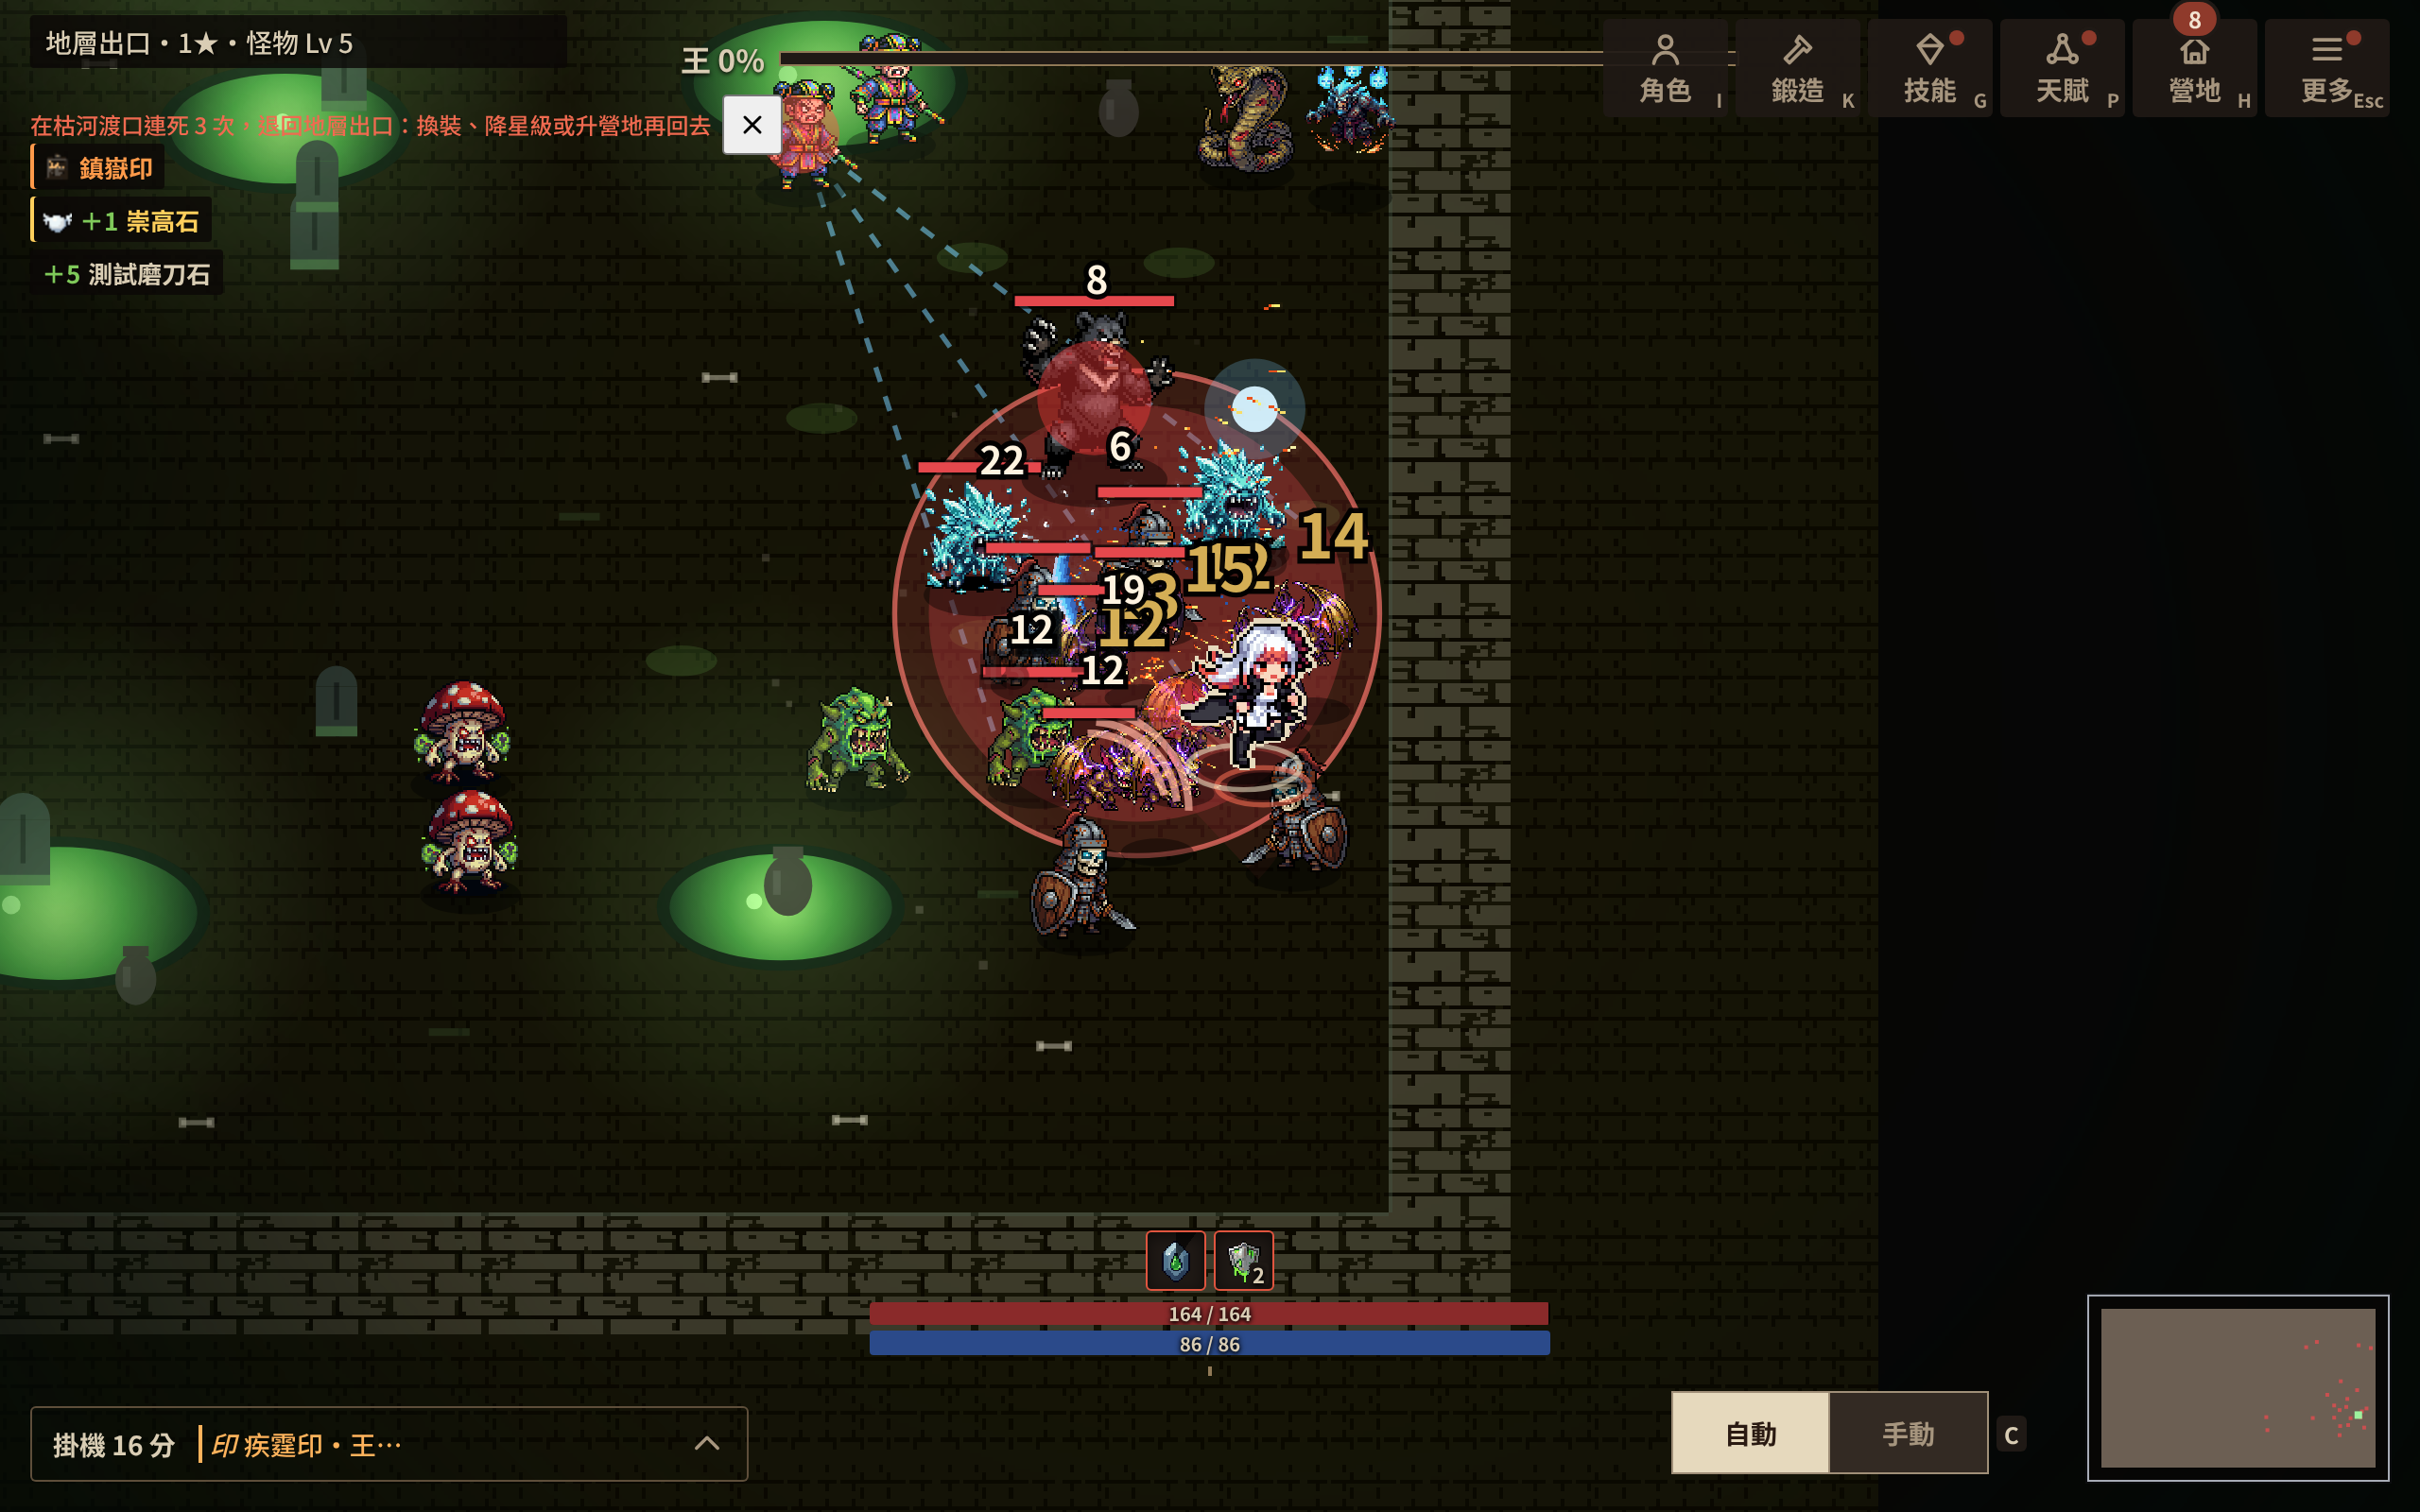 地層出口・1★・怪物 Lv 5
王 0%
角色 I
鍛造 K
技能 G
天賦 P
8
營地 H
更多 Esc
在枯河渡口連死 3 次，退回地層出口：換裝、降星級或升營地再回去
鎮嶽印
+1 崇高石
+5 測試磨刀石
8
22
6
14
15
19
12
12
12
2
164 / 164
86 / 86
掛機 16 分
印 疾霆印・王…
自動
手動
C